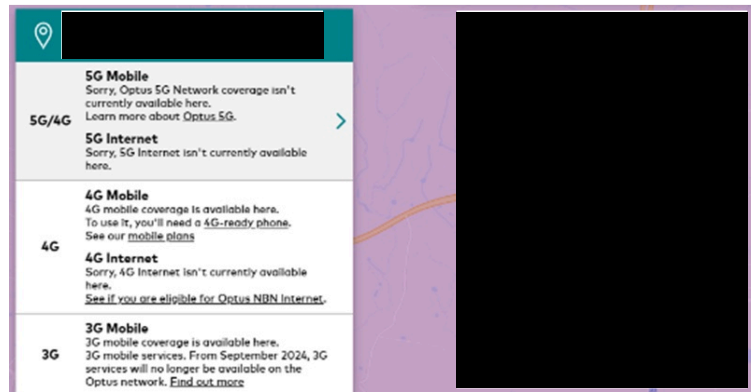 5G Mobile
Sorry, Optus 5G Network coverage isn't
currently available here.
Learn more about Optus 5G.
5G/4G
5G Internet
Sorry, 5G Internet isn't currently available
here.
4G Mobile
4G mobile coverage is available here.
To use it, you'll need a 4G-ready phone.
See our mobile plans
4G
4G Internet
Sorry, 4G Internet isn't currently available
here.
See if you are eligible for Optus NBN Internet.
3G Mobile
3G mobile coverage is available here.
3G
3G mobile services. From September 2024, 3G
services will no longer be available on the
Optus network. Find out more